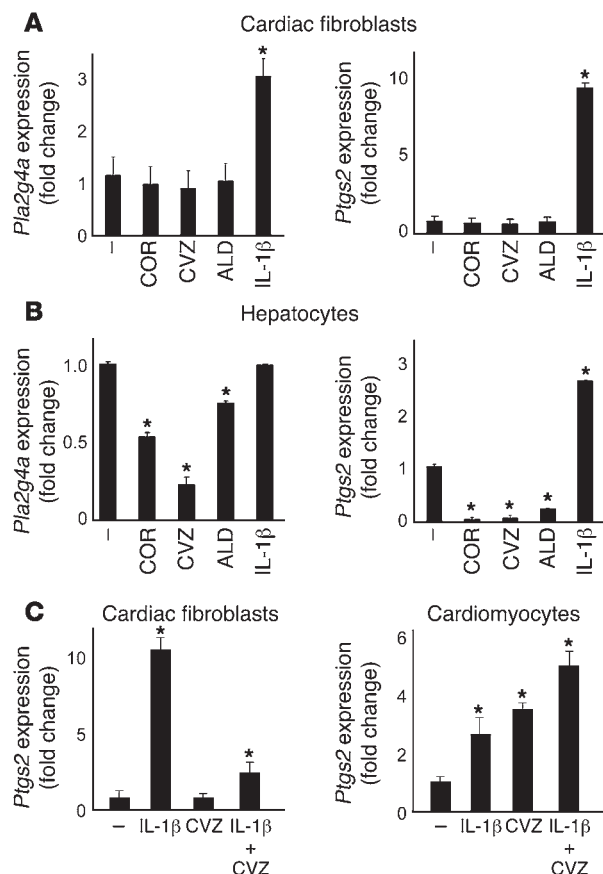 A
Cardiac fibroblasts
Pla2g4a expression
(fold change)
3
2
1
0
*
–
COR
CVZ
ALD
IL-1β
Ptgs2 expression
(fold change)
10
5
0
*
–
COR
CVZ
ALD
IL-1β
B
Hepatocytes
Pla2g4a expression
(fold change)
1.0
0.5
0
*
*
*
–
COR
CVZ
ALD
IL-1β
Ptgs2 expression
(fold change)
3
2
1
0
*
*
*
*
–
COR
CVZ
ALD
IL-1β
C
Cardiac fibroblasts
Ptgs2 expression
(fold change)
10
5
0
*
*
– IL-1β CVZ IL-1β
+
CVZ
Cardiomyocytes
Ptgs2 expression
(fold change)
6
4
2
0
*
*
*
– IL-1β CVZ IL-1β
+
CVZ